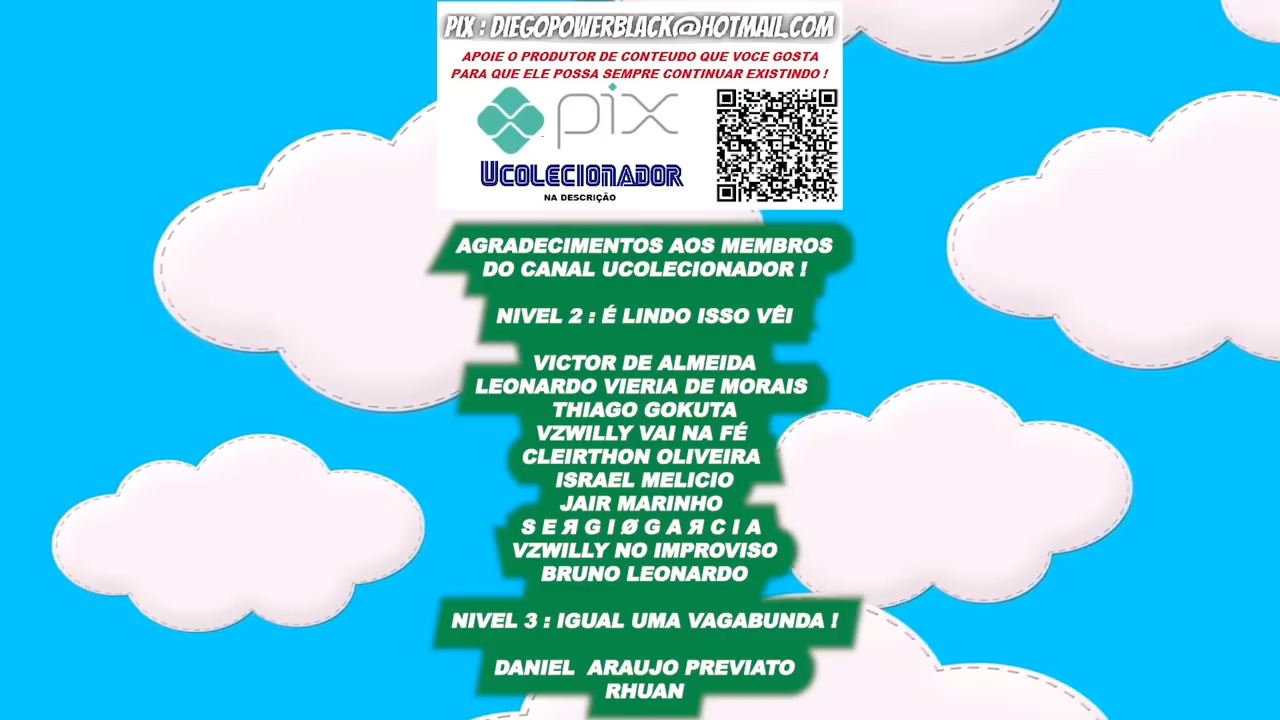 PIX : DIEGOPOWERBLACK@HOTMAIL.COM
APOIE O PRODUTOR DE CONTEUDO QUE VOCE GOSTA
PARA QUE ELE POSSA SEMPRE CONTINUAR EXISTINDO !
pix
UCOLECIONADOR
NA DESCRIÇÃO
AGRADECIMENTOS AOS MEMBROS
DO CANAL UCOLECIONADOR !
NIVEL 2 : É LINDO ISSO VÊI
VICTOR DE ALMEIDA
LEONARDO VIERIA DE MORAIS
THIAGO GOKUTA
VZWILLY VAI NA FÉ
CLEIRTHON OLIVEIRA
ISRAEL MELICIO
JAIR MARINHO
S E Я G I Ø G A Я C I A
VZWILLY NO IMPROVISO
BRUNO LEONARDO
NIVEL 3 : IGUAL UMA VAGABUNDA !
DANIEL  ARAUJO PREVIATO
RHUAN